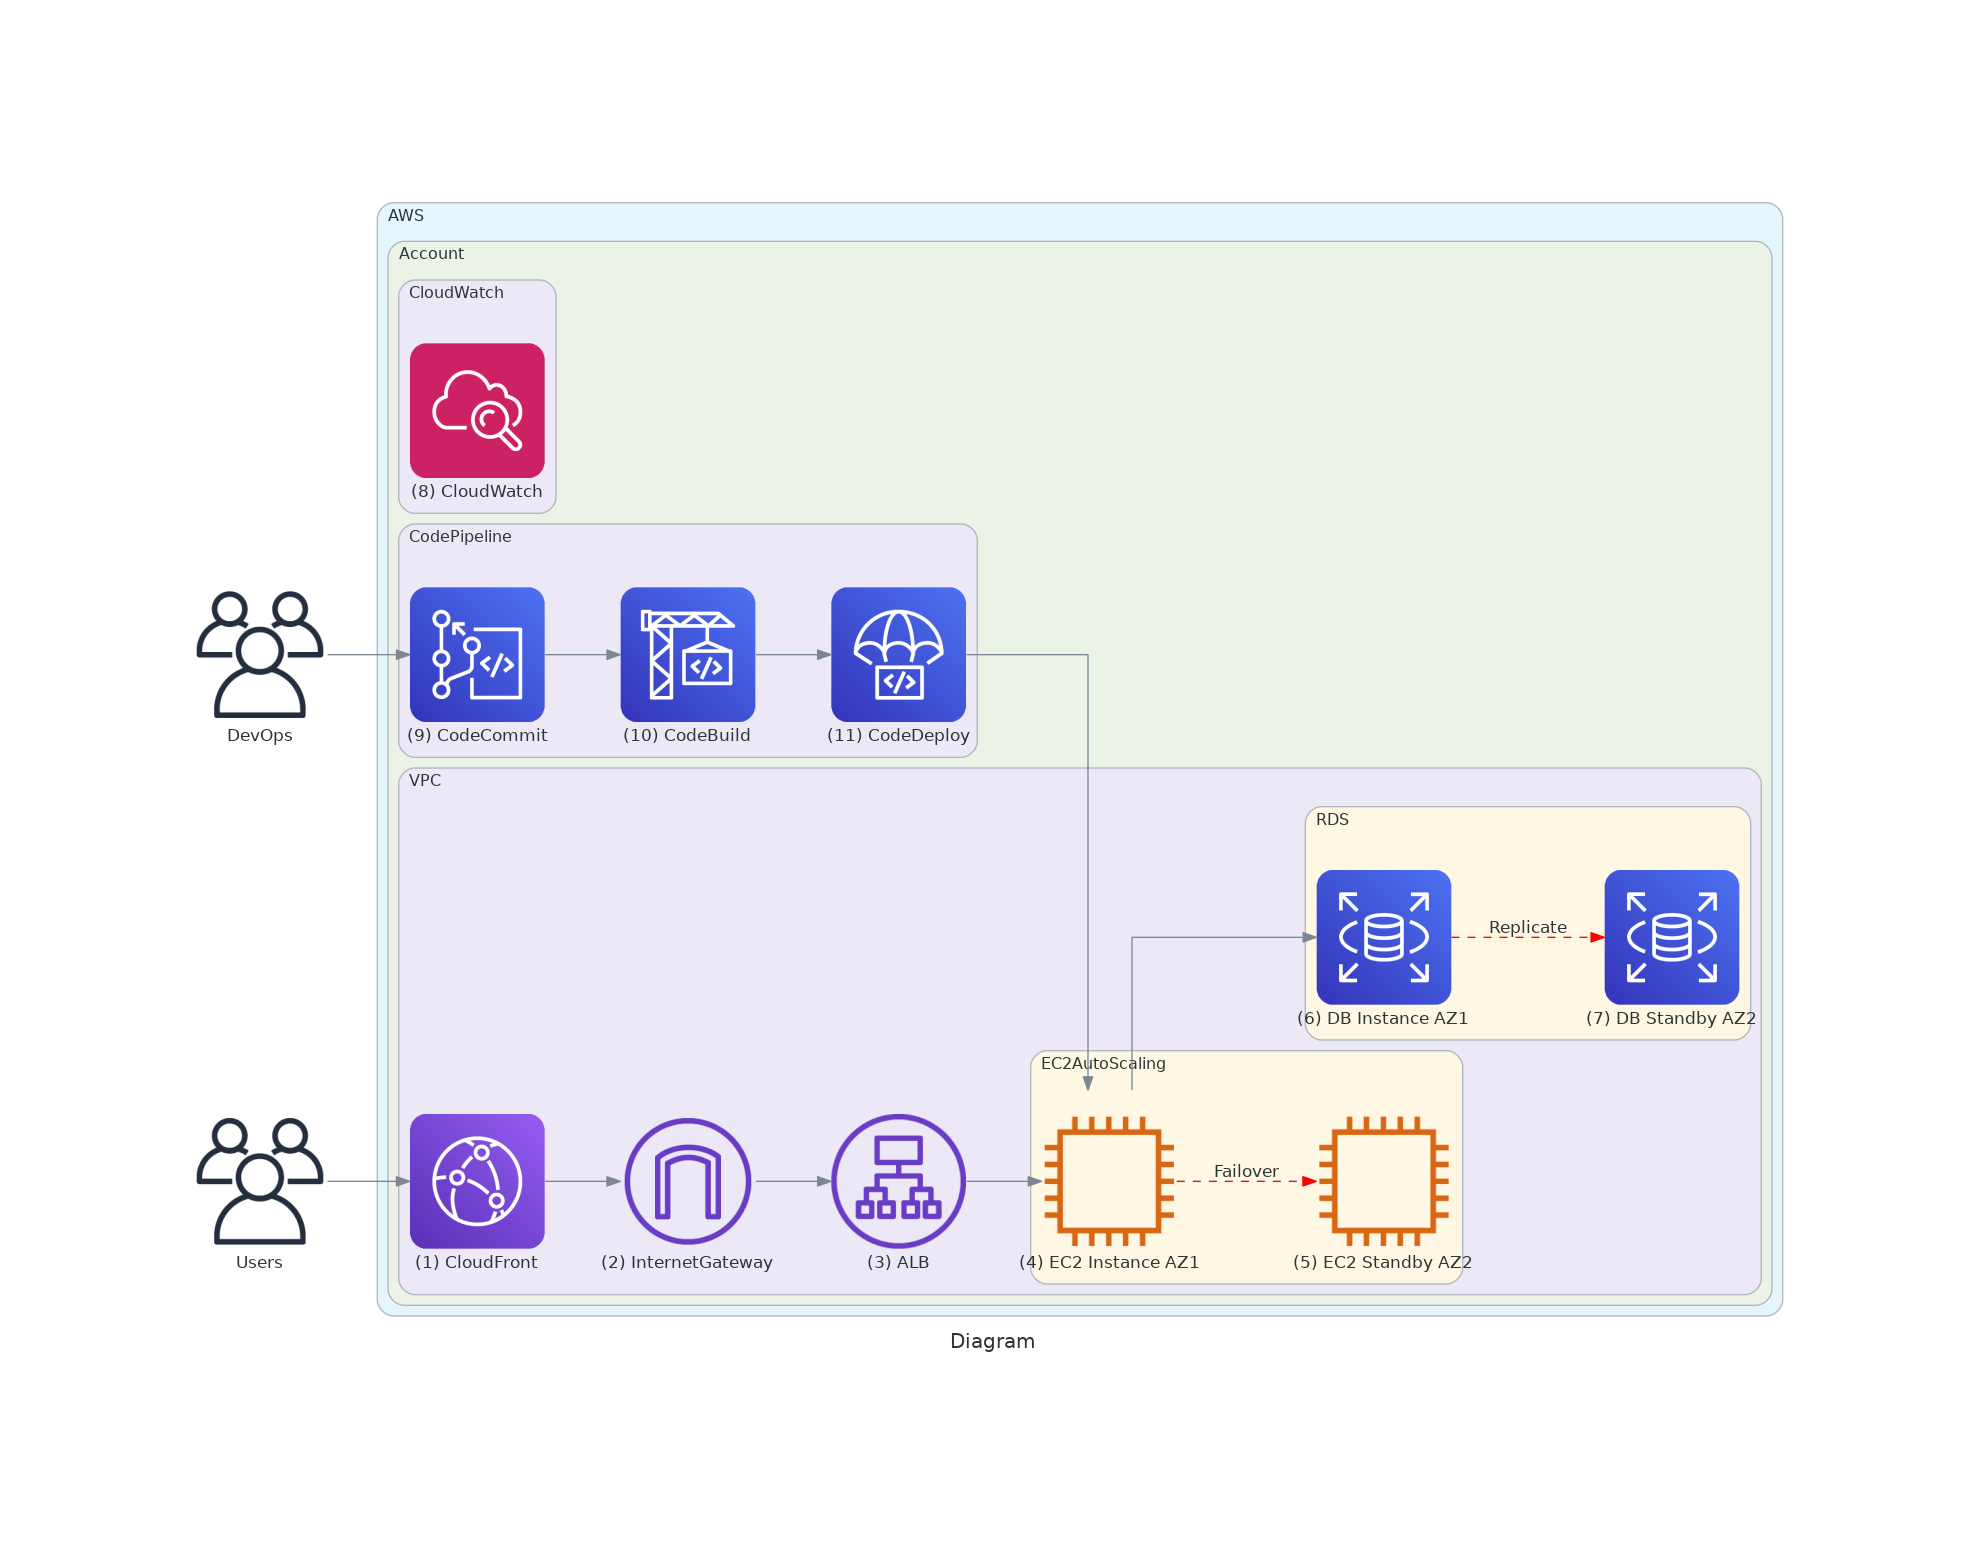 AWS
Account
CloudWatch
(8) CloudWatch
CodePipeline
DevOps
(9) CodeCommit
(10) CodeBuild
(11) CodeDeploy
VPC
RDS
Replicate
(6) DB Instance AZ1
(7) DB Standby AZ2
EC2AutoScaling
Failover
Users
(1) CloudFront
(2) InternetGateway
(3) ALB
(4) EC2 Instance AZ1
(5) EC2 Standby AZ2
Diagram